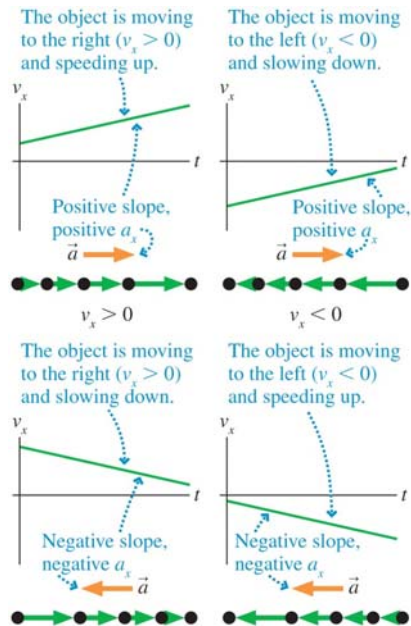 The object is moving
to the right (vₓ > 0)
and speeding up.
vₓ
t
Positive slope,
positive aₓ
a⃗
vₓ > 0
The object is moving
to the left (vₓ < 0)
and slowing down.
vₓ
t
Positive slope,
positive aₓ
a⃗
vₓ < 0
The object is moving
to the right (vₓ > 0)
and slowing down.
vₓ
t
Negative slope,
negative aₓ
a⃗
The object is moving
to the left (vₓ < 0)
and speeding up.
vₓ
t
Negative slope,
negative aₓ
a⃗